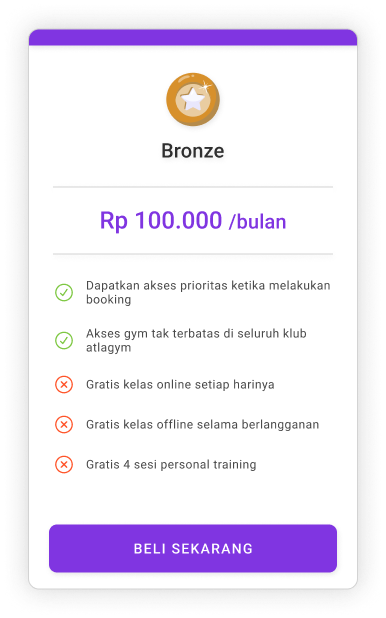 Bronze
Rp 100.000 /bulan
Dapatkan akses prioritas ketika melakukan
booking
Akses gym tak terbatas di seluruh klub
atlagym
Gratis kelas online setiap harinya
Gratis kelas offline selama berlangganan
Gratis 4 sesi personal training
BELI SEKARANG